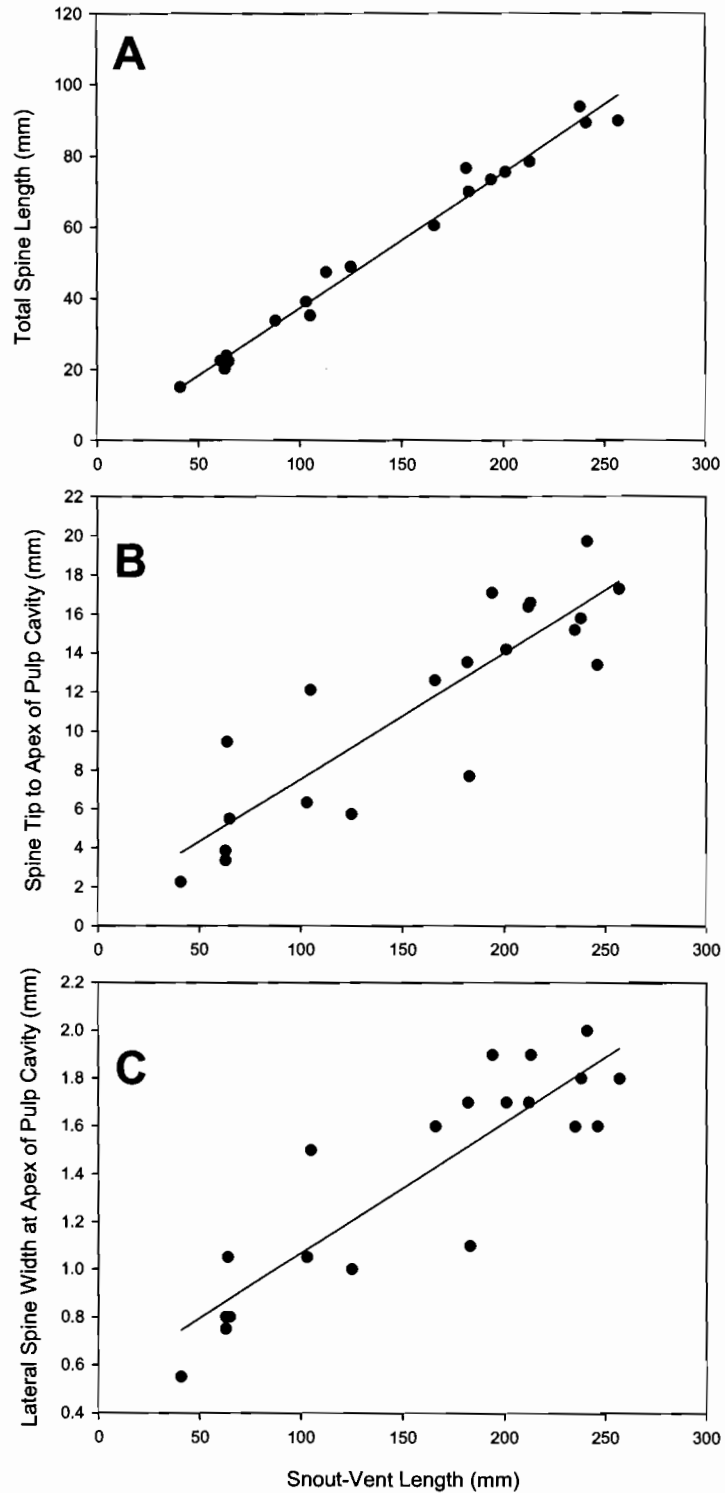 A
Total Spine Length (mm)
120
100
80
60
40
20
0
0 50 100 150 200 250 300
B
Spine Tip to Apex of Pulp Cavity (mm)
22
20
18
16
14
12
10
8
6
4
2
0
0 50 100 150 200 250 300
C
Lateral Spine Width at Apex of Pulp Cavity (mm)
2.2
2.0
1.8
1.6
1.4
1.2
1.0
0.8
0.6
0.4
0 50 100 150 200 250 300
Snout-Vent Length (mm)